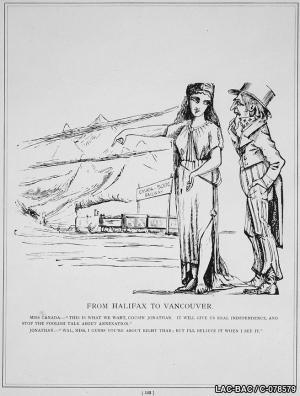 CANADA PACIFIC
RAILWAY
FROM HALIFAX TO VANCOUVER.
MISS CANADA.—"THIS IS WHAT WE WANT, COUSIN JONATHAN. IT WILL GIVE US REAL INDEPENDENCE, AND
STOP THE FOOLISH TALK ABOUT ANNEXATION."
JONATHAN.—"WAL, MISS, I GUESS YOU'RE ABOUT RIGHT THAR; BUT I'LL BELIEVE IT WHEN I SEE IT."
LAC-BAC / C-078579